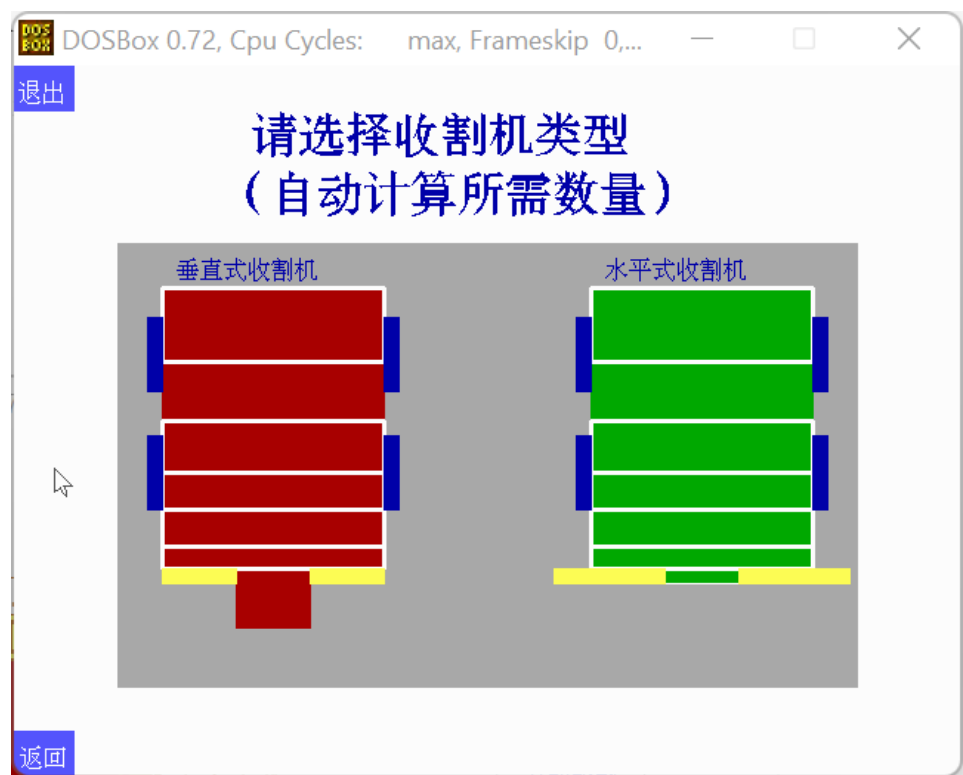 DOS BOX
DOSBox 0.72, Cpu Cycles: max, Frameskip 0,...
退出
请选择收割机类型
（自动计算所需数量）
垂直式收割机
水平式收割机
返回